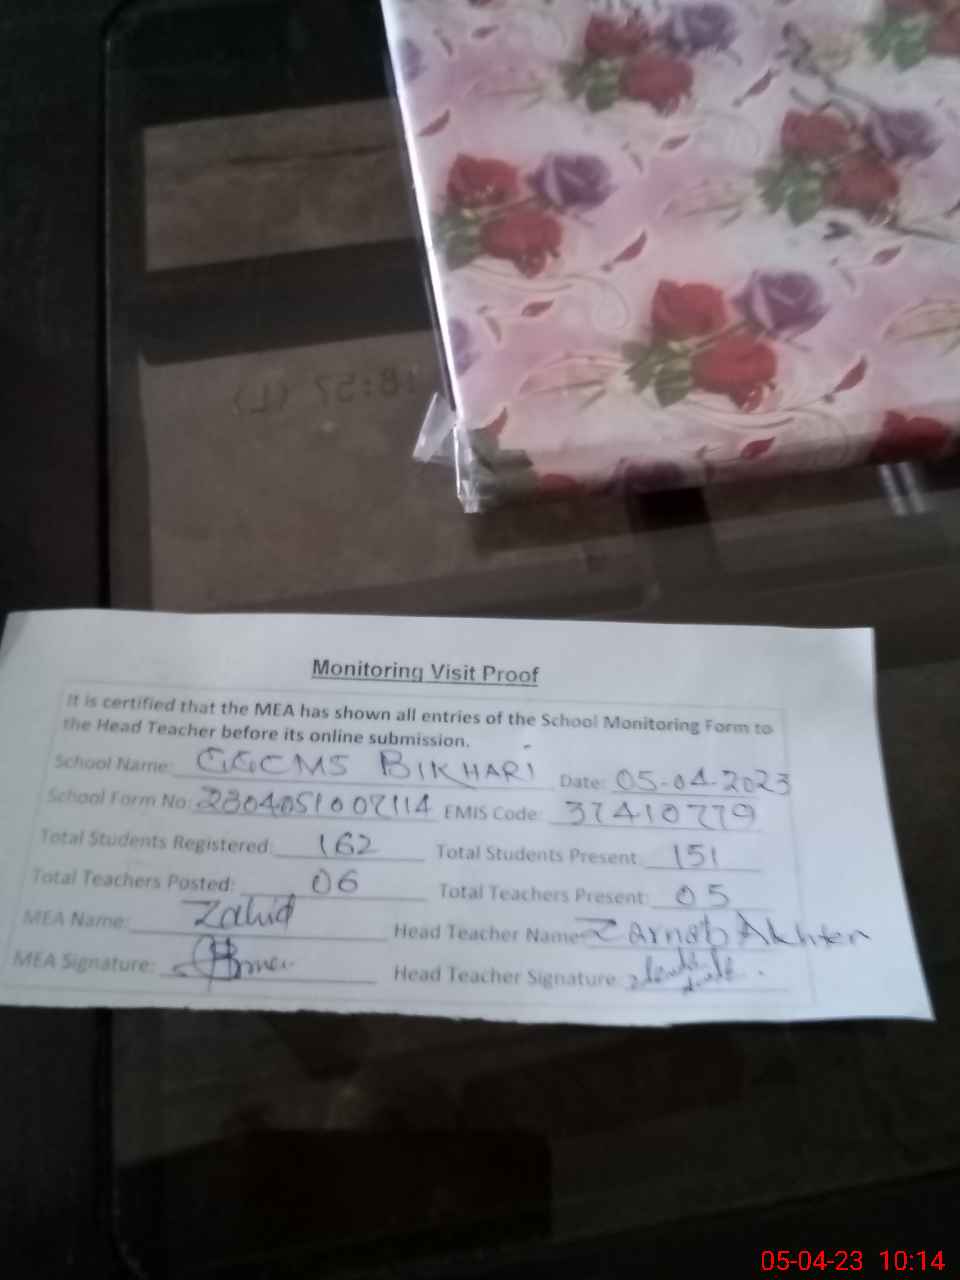 Monitoring Visit Proof
It is certified that the MEA has shown all entries of the School Monitoring Form to
the Head Teacher before its online submission.
School Name: GGCMS BIKHARI Date: 05-04-2023
School Form No: 2304051007114 EMIS Code: 37410779
Total Students Registered: 162 Total Students Present: 151
Total Teachers Posted: 06 Total Teachers Present: 05
MEA Name: Zahid Head Teacher Name: Zarnab Akhter
MEA Signature: Head Teacher Signature:
05-04-23 10:14